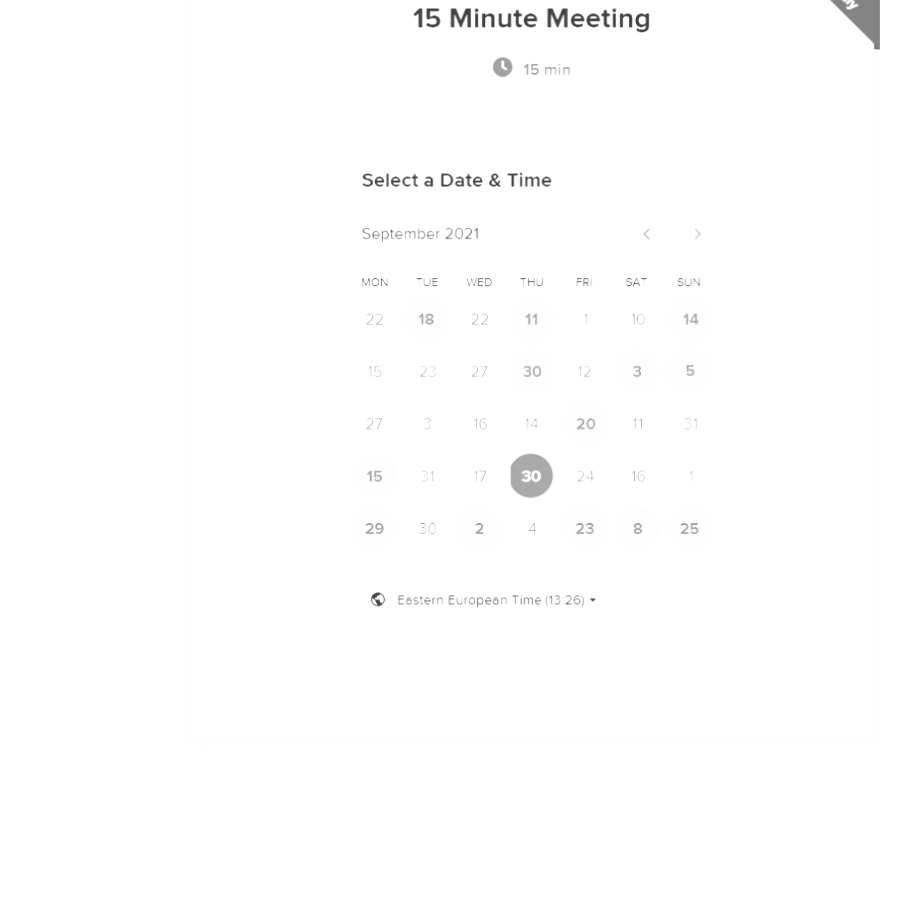 15 Minute Meeting
15 min
Select a Date & Time
September 2021
MON TUE WED THU FRI SAT SUN
22 18 22 11 1 10 14
15 23 27 30 12 3 5
27 3 16 14 20 11 31
15 31 17 30 24 16 1
29 30 2 4 23 8 25
Eastern European Time (13:26)